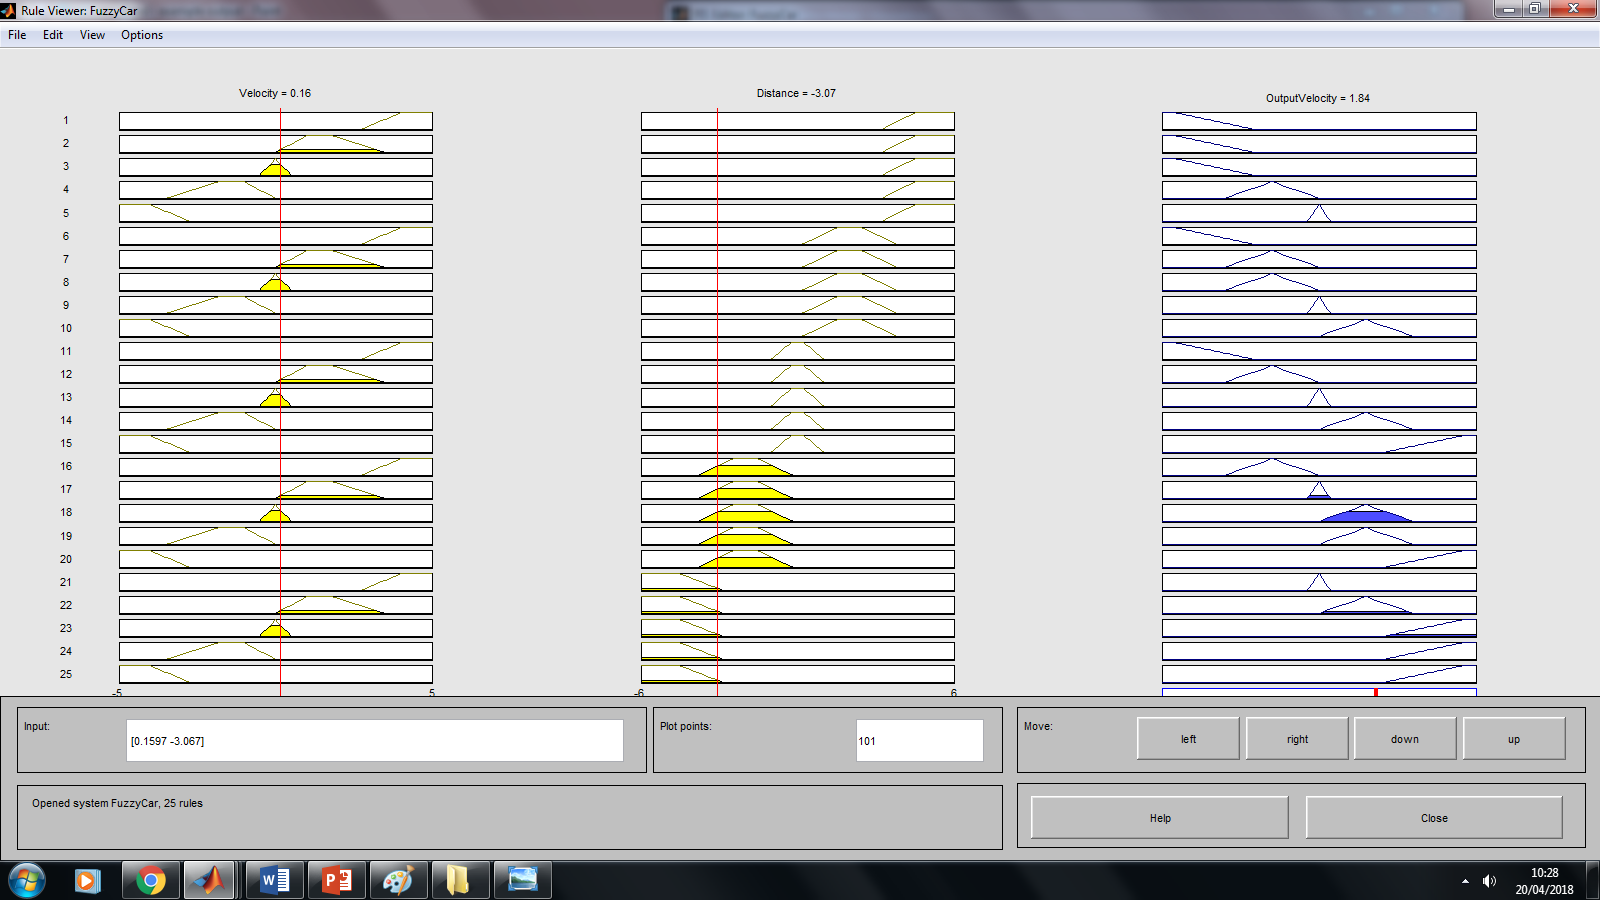 Rule Viewer: FuzzyCar
File Edit View Options
Velocity = 0.16
Distance = -3.07
OutputVelocity = 1.84
1
2
3
4
5
6
7
8
9
10
11
12
13
14
15
16
17
18
19
20
21
22
23
24
25
-5 5 -6 6
Input:
[0.1597 -3.067]
Plot points:
101
Move:
left right down up
Opened system FuzzyCar, 25 rules
Help Close
10:28
20/04/2018